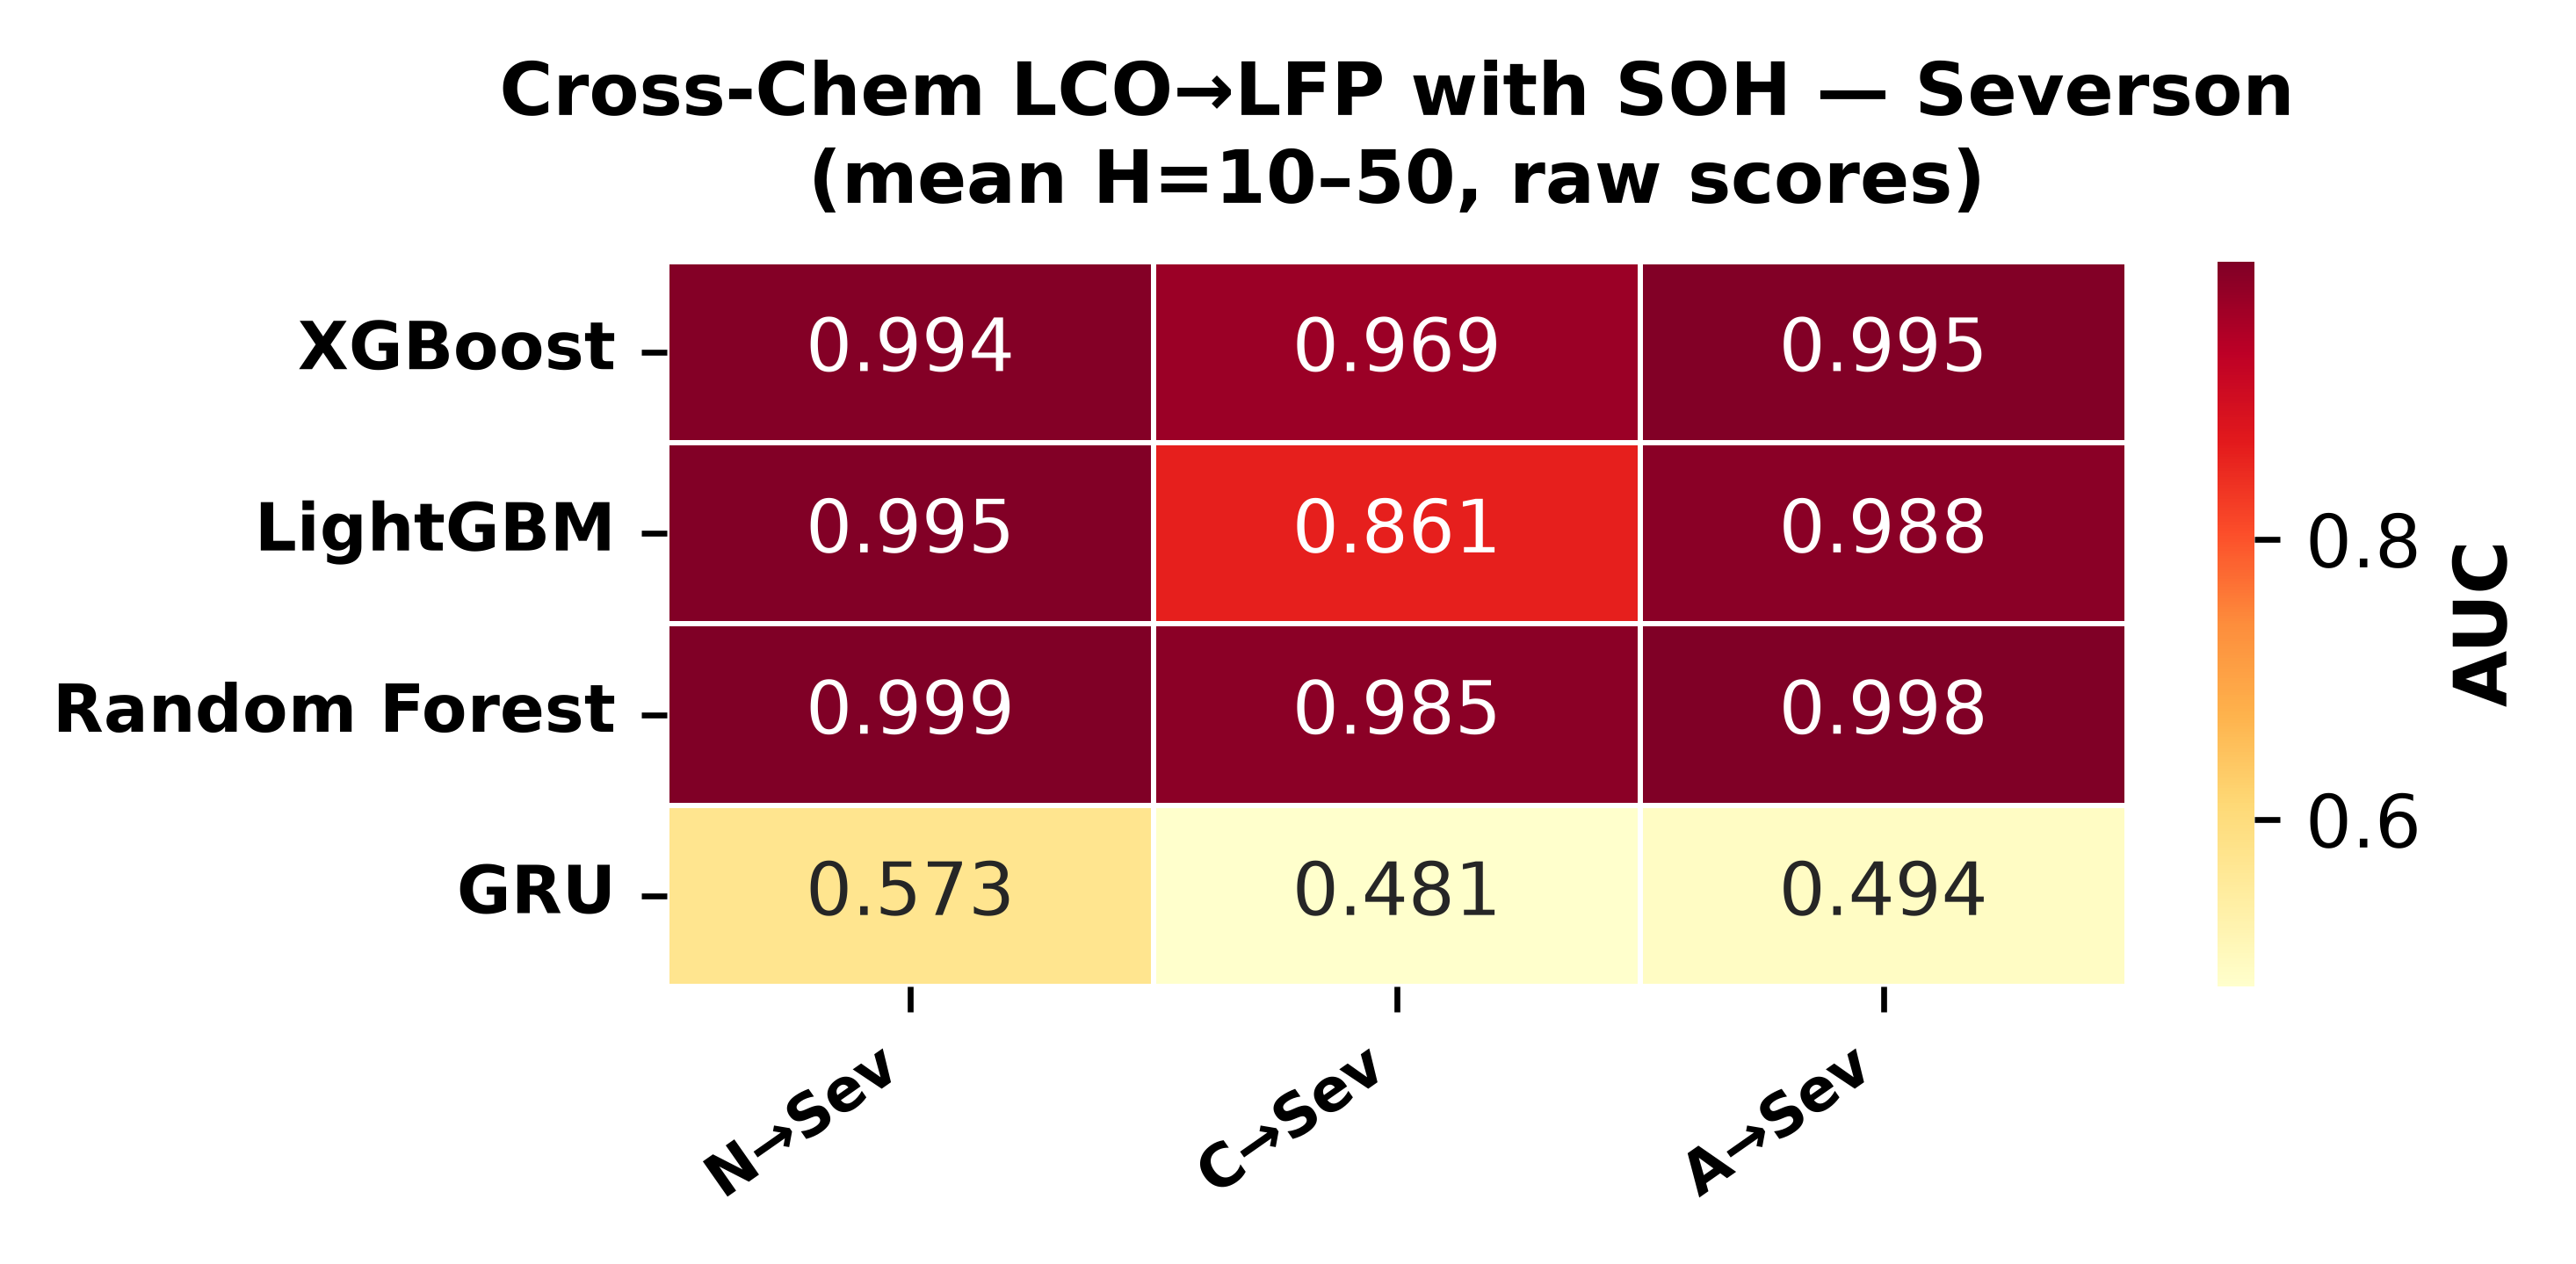 Cross-Chem LCO→LFP with SOH — Severson
(mean H=10–50, raw scores)
XGBoost 0.994 0.969 0.995
LightGBM 0.995 0.861 0.988
Random Forest 0.999 0.985 0.998
GRU 0.573 0.481 0.494
N→Sev C→Sev A→Sev
0.8
0.6
AUC